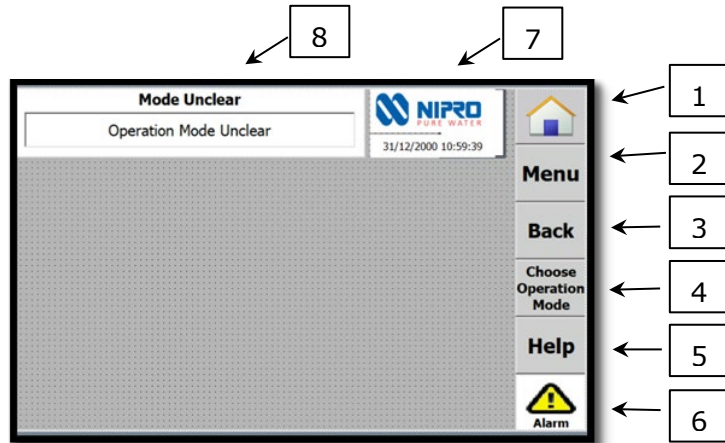 8
7
Mode Unclear
Operation Mode Unclear
NIPRO
PURE WATER
31/12/2000 10:59:39
1
Menu
2
Back
3
Choose
Operation
Mode
4
Help
5
Alarm
6